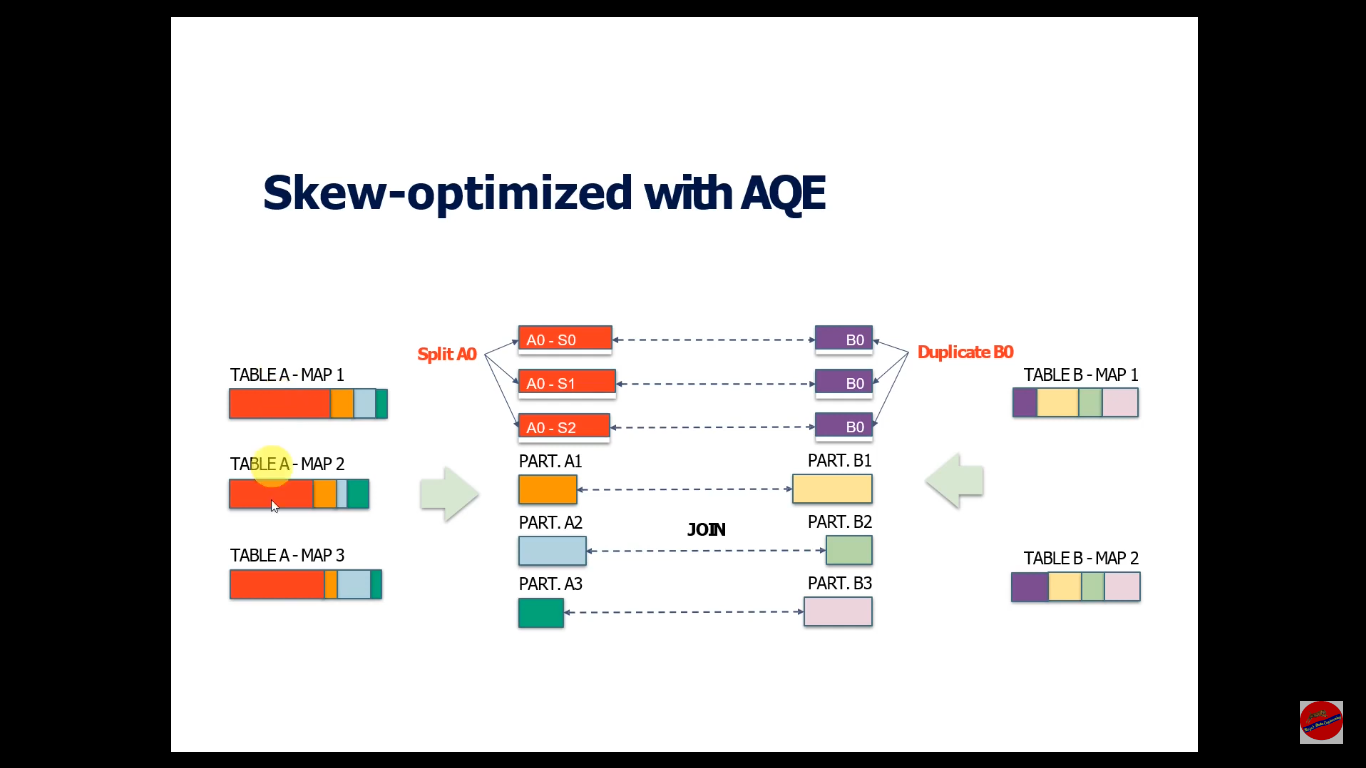 Skew-optimized with AQE
Split A0
A0 - S0
B0
Duplicate B0
A0 - S1
B0
A0 - S2
B0
TABLE A - MAP 1
TABLE A - MAP 2
TABLE A - MAP 3
PART. A1
PART. B1
PART. A2
JOIN
PART. B2
PART. A3
PART. B3
TABLE B - MAP 1
TABLE B - MAP 2